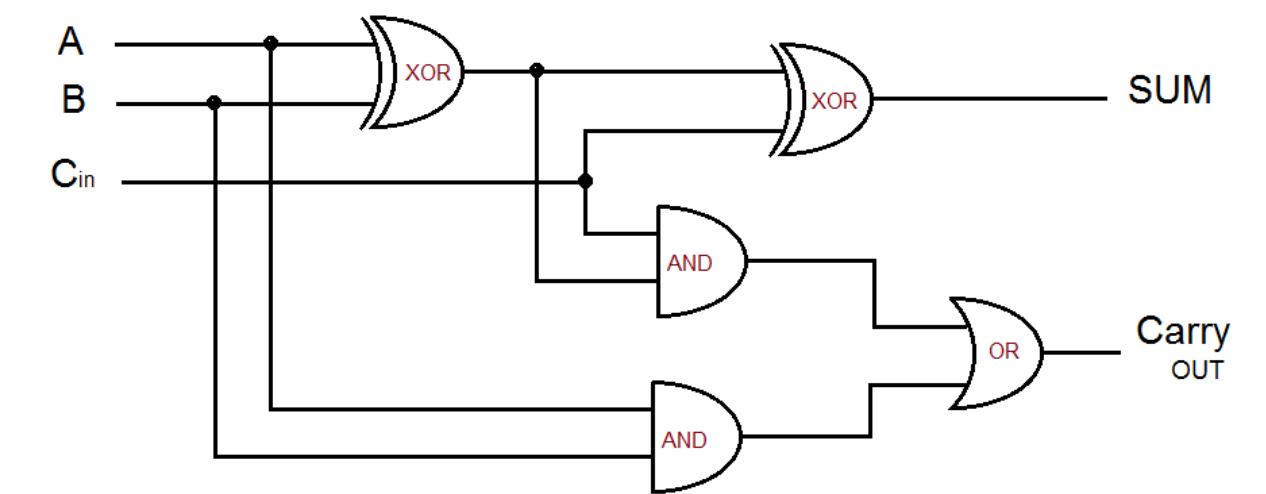 A
XOR
B
XOR
SUM
Cin
AND
OR
Carry
OUT
AND